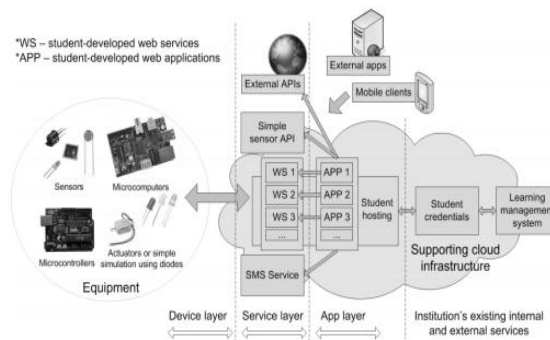 *WS – student-developed web services
*APP – student-developed web applications
External APIs
External apps
Mobile clients
Simple
sensor API
Sensors
Microcomputers
WS 1
APP 1
WS 2
APP 2
WS 3
APP 3
...
...
Student
hosting
Student
credentials
Learning
management
system
Microcontrollers
Actuators or simple
simulation using diodes
Equipment
SMS Service
Supporting cloud
infrastructure
Device layer
Service layer
App layer
Institution's existing internal
and external services